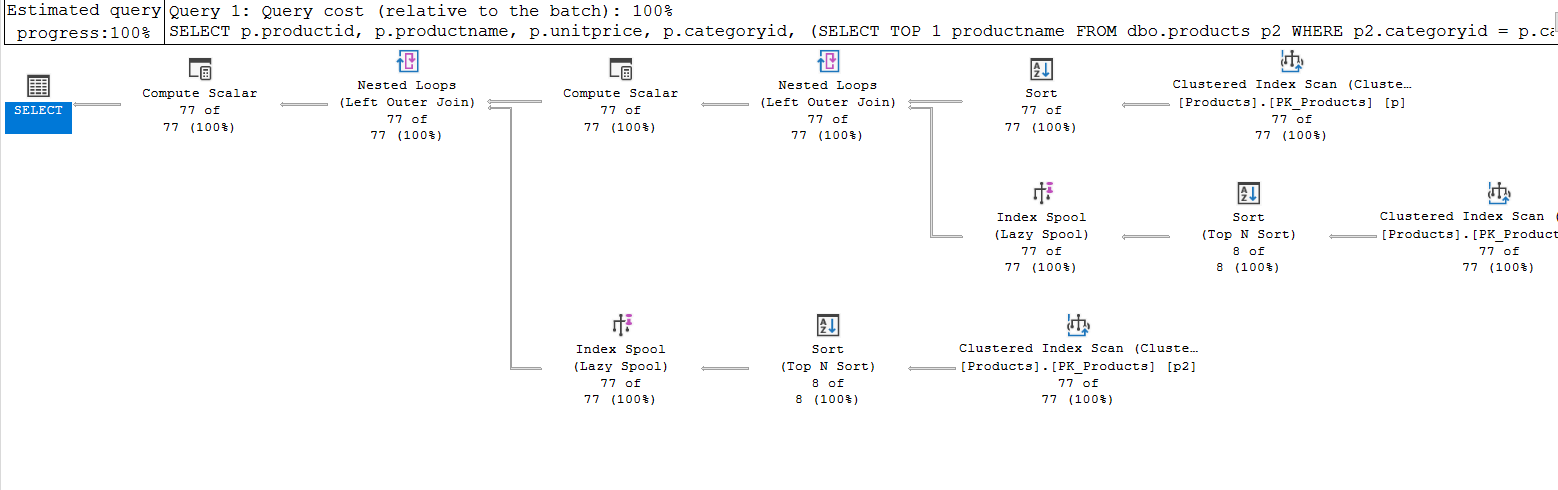 Estimated query
progress:100%
Query 1: Query cost (relative to the batch): 100%
SELECT p.productid, p.productname, p.unitprice, p.categoryid, (SELECT TOP 1 productname FROM dbo.products p2 WHERE p2.categoryid = p.ca
SELECT
Compute Scalar
77 of
77 (100%)
Nested Loops
(Left Outer Join)
77 of
77 (100%)
Compute Scalar
77 of
77 (100%)
Nested Loops
(Left Outer Join)
77 of
77 (100%)
Sort
77 of
77 (100%)
Clustered Index Scan (Cluste…
[Products].[PK_Products] [p]
77 of
77 (100%)
Index Spool
(Lazy Spool)
77 of
77 (100%)
Sort
(Top N Sort)
8 of
8 (100%)
Clustered Index Scan (
[Products].[PK_Product
77 of
77 (100%)
Index Spool
(Lazy Spool)
77 of
77 (100%)
Sort
(Top N Sort)
8 of
8 (100%)
Clustered Index Scan (Cluste…
[Products].[PK_Products] [p2]
77 of
77 (100%)